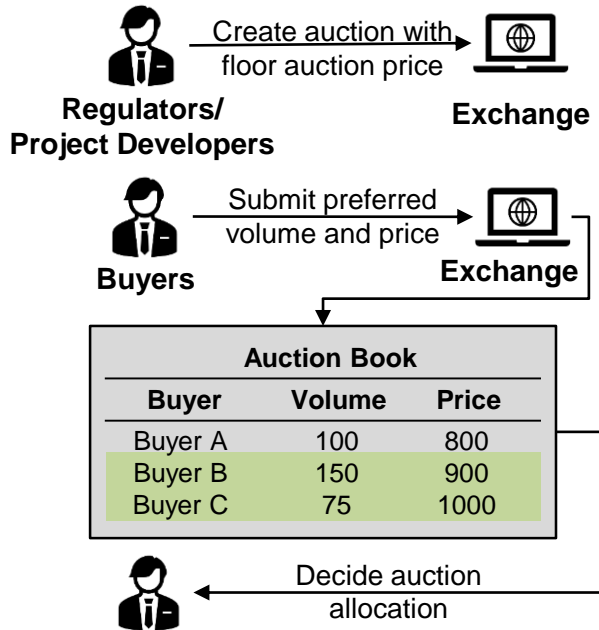 Create auction with
floor auction price
Regulators/
Project Developers
Exchange
Submit preferred
volume and price
Buyers
Exchange
Auction Book
Buyer Volume Price
Buyer A 100 800
Buyer B 150 900
Buyer C 75 1000
Decide auction
allocation